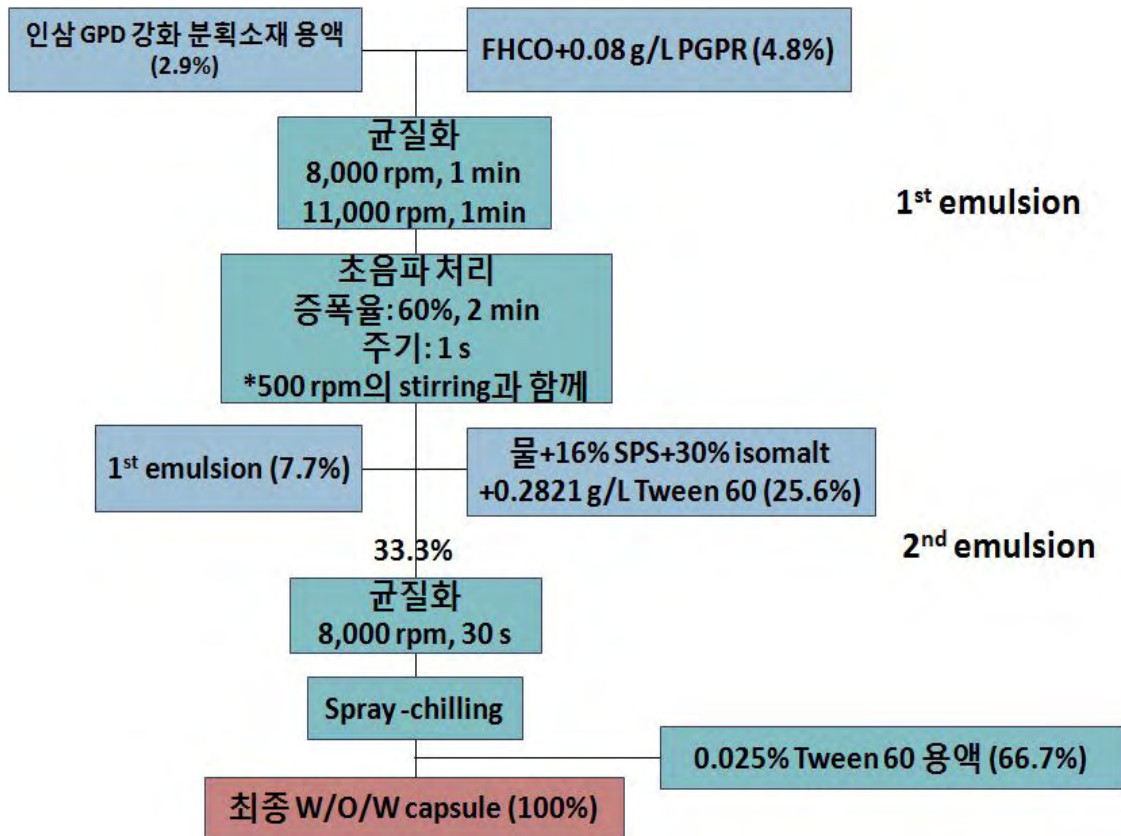 인삼 GPD 강화 분획소재 용액
(2.9%)
FHCO+0.08 g/L PGPR (4.8%)
균질화
8,000 rpm, 1 min
11,000 rpm, 1min
1st emulsion
초음파 처리
증폭율: 60%, 2 min
주기: 1 s
*500 rpm의 stirring과 함께
1st emulsion (7.7%)
물+16% SPS+30% isomalt
+0.2821 g/L Tween 60 (25.6%)
33.3%
2nd emulsion
균질화
8,000 rpm, 30 s
Spray-chilling
0.025% Tween 60 용액 (66.7%)
최종 W/O/W capsule (100%)